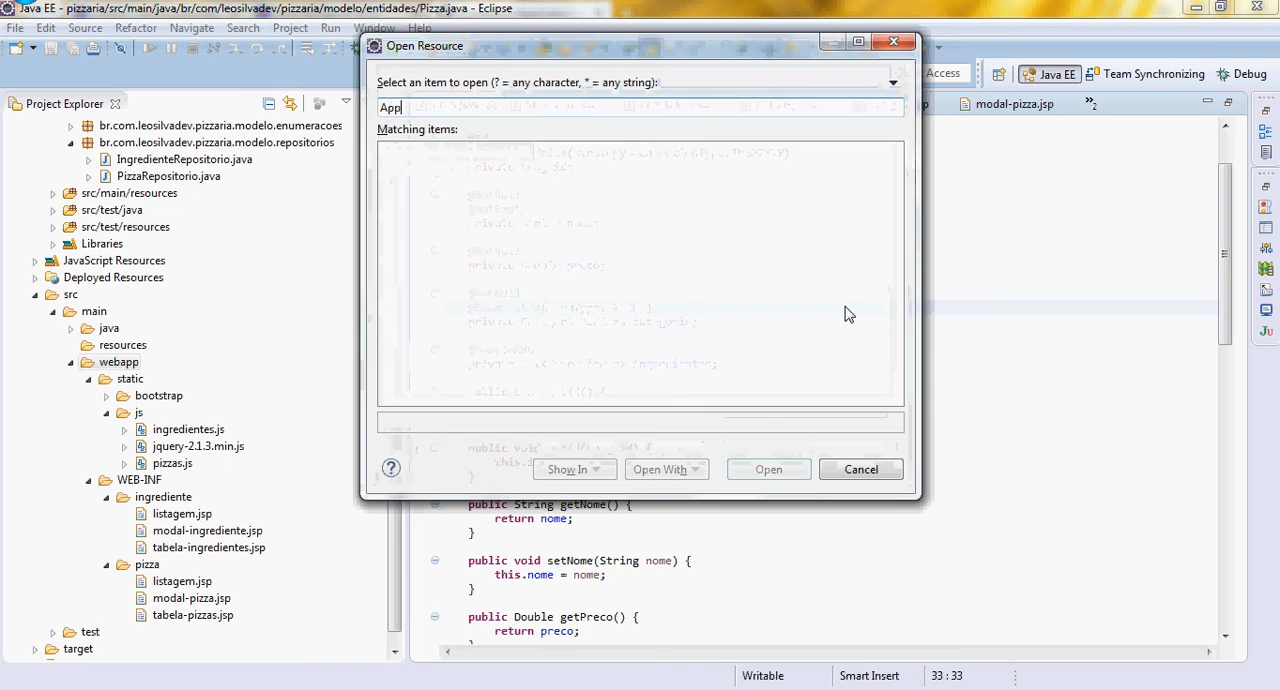 Java EE - pizzaria/src/main/java/br/com/leosilvadev/pizzaria/modelo/entidades/Pizza.java - Eclipse
File Edit Source Refactor Navigate Search Project Run Window Help
Open Resource
Access
Java EE
Team Synchronizing
Debug
Project Explorer
modal-pizza.jsp
2
Select an item to open (? = any character, * = any string):
App
Matching items:
br.com.leosilvadev.pizzaria.modelo.enumeracoes
br.com.leosilvadev.pizzaria.modelo.repositorios
IngredienteRepositorio.java
PizzaRepositorio.java
src/main/resources
src/test/java
src/test/resources
Libraries
JavaScript Resources
Deployed Resources
src
main
java
resources
webapp
static
bootstrap
js
ingredientes.js
jquery-2.1.3.min.js
pizzas.js
WEB-INF
ingrediente
listagem.jsp
modal-ingrediente.jsp
tabela-ingredientes.jsp
pizza
listagem.jsp
modal-pizza.jsp
tabela-pizzas.jsp
test
target
Show In
Open With
Open
Cancel
public String getNome() {
return nome;
}
public void setNome(String nome) {
this.nome = nome;
}
public Double getPreco() {
return preco;
Writable
Smart Insert
33 : 33